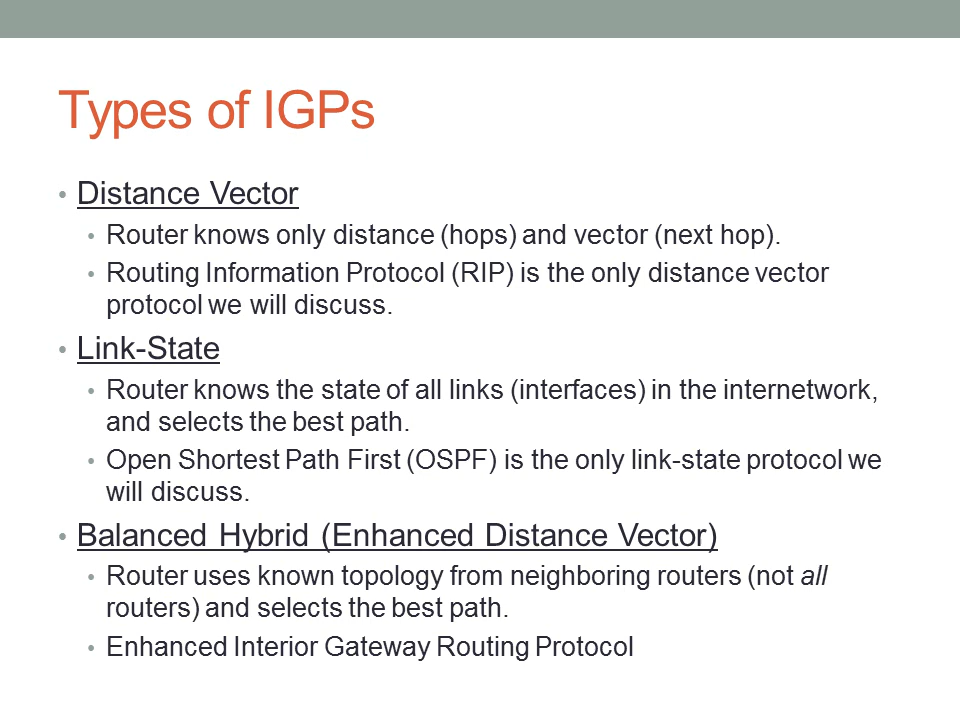 Types of IGPs
• Distance Vector
• Router knows only distance (hops) and vector (next hop).
• Routing Information Protocol (RIP) is the only distance vector
protocol we will discuss.
• Link-State
• Router knows the state of all links (interfaces) in the internetwork,
and selects the best path.
• Open Shortest Path First (OSPF) is the only link-state protocol we
will discuss.
• Balanced Hybrid (Enhanced Distance Vector)
• Router uses known topology from neighboring routers (not all
routers) and selects the best path.
• Enhanced Interior Gateway Routing Protocol